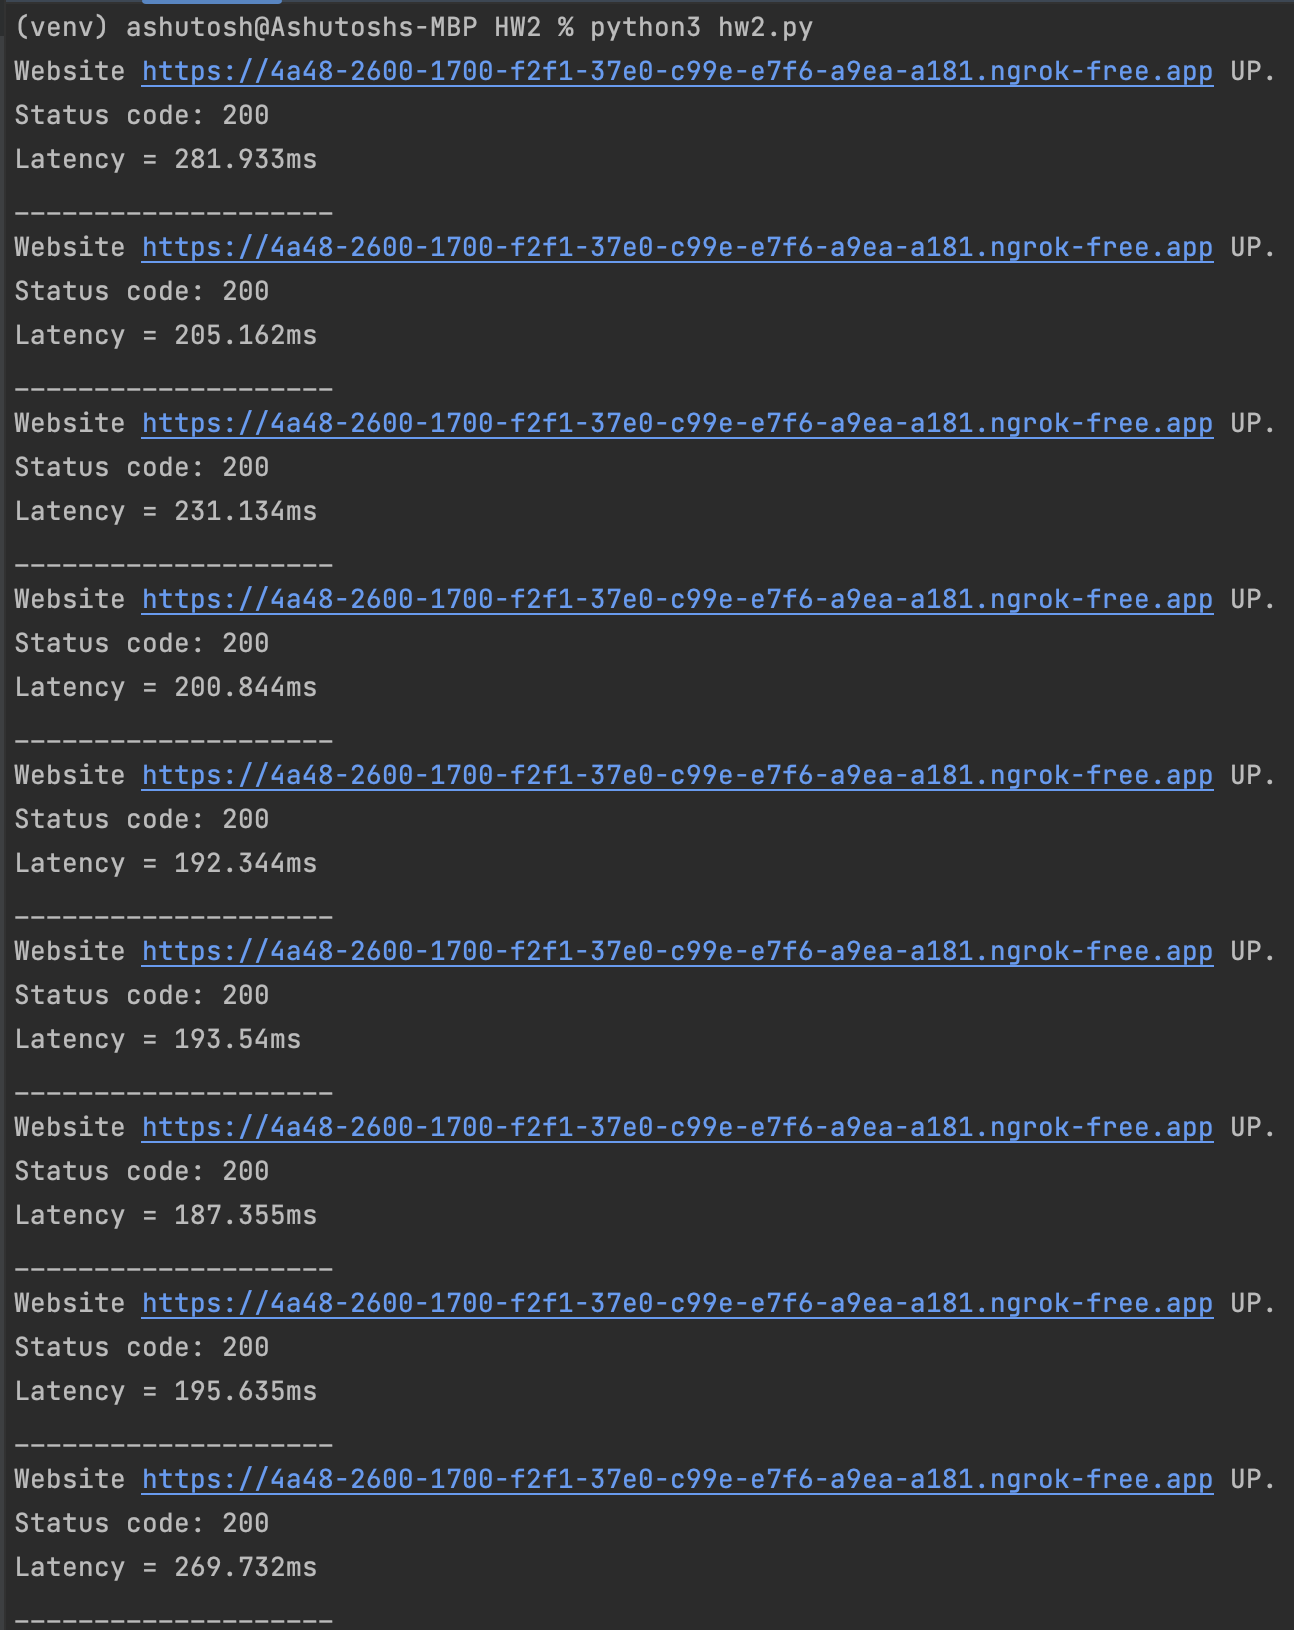 (venv) ashutosh@Ashutoshs-MBP HW2 % python3 hw2.py
Website https://4a48-2600-1700-f2f1-37e0-c99e-e7f6-a9ea-a181.ngrok-free.app UP.
Status code: 200
Latency = 281.933ms
____________________
Website https://4a48-2600-1700-f2f1-37e0-c99e-e7f6-a9ea-a181.ngrok-free.app UP.
Status code: 200
Latency = 205.162ms
____________________
Website https://4a48-2600-1700-f2f1-37e0-c99e-e7f6-a9ea-a181.ngrok-free.app UP.
Status code: 200
Latency = 231.134ms
____________________
Website https://4a48-2600-1700-f2f1-37e0-c99e-e7f6-a9ea-a181.ngrok-free.app UP.
Status code: 200
Latency = 200.844ms
____________________
Website https://4a48-2600-1700-f2f1-37e0-c99e-e7f6-a9ea-a181.ngrok-free.app UP.
Status code: 200
Latency = 192.344ms
____________________
Website https://4a48-2600-1700-f2f1-37e0-c99e-e7f6-a9ea-a181.ngrok-free.app UP.
Status code: 200
Latency = 193.54ms
____________________
Website https://4a48-2600-1700-f2f1-37e0-c99e-e7f6-a9ea-a181.ngrok-free.app UP.
Status code: 200
Latency = 187.355ms
____________________
Website https://4a48-2600-1700-f2f1-37e0-c99e-e7f6-a9ea-a181.ngrok-free.app UP.
Status code: 200
Latency = 195.635ms
____________________
Website https://4a48-2600-1700-f2f1-37e0-c99e-e7f6-a9ea-a181.ngrok-free.app UP.
Status code: 200
Latency = 269.732ms
____________________